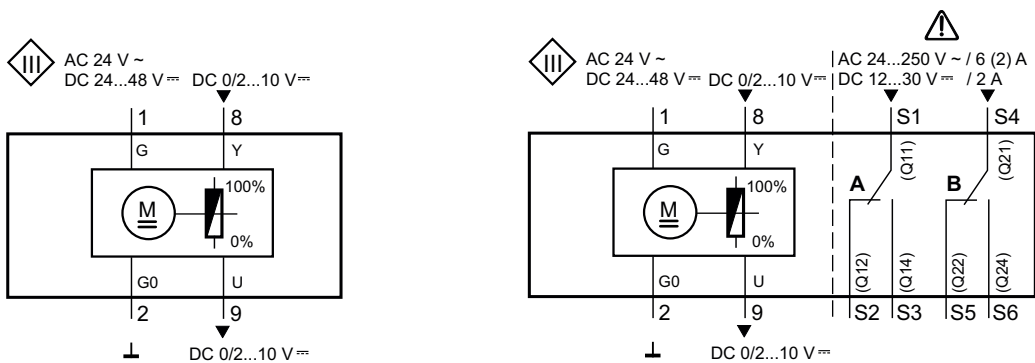 III
AC 24 V ~
DC 24...48 V ⎓ DC 0/2...10 V ⎓
1 8
G Y
M
100%
0%
G0 U
2 9
DC 0/2...10 V ⎓
III
AC 24 V ~
DC 24...48 V ⎓ DC 0/2...10 V ⎓
AC 24...250 V ~ / 6 (2) A
DC 12...30 V ⎓ / 2 A
1 8 S1 S4
G Y (Q11) (Q21)
M
100%
0%
A B
G0 U (Q12) (Q14) (Q22) (Q24)
2 9 S2 S3 S5 S6
DC 0/2...10 V ⎓